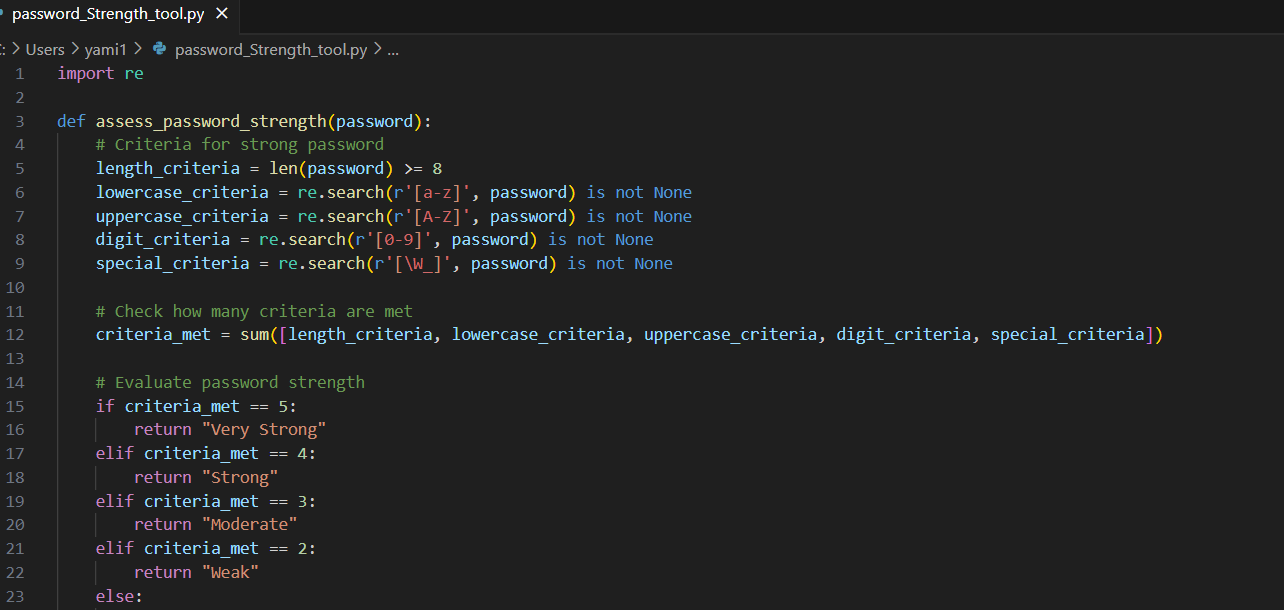 password_Strength_tool.py ×
: > Users > yami1 > password_Strength_tool.py > ...
1 import re
2
3 def assess_password_strength(password):
4     # Criteria for strong password
5     length_criteria = len(password) >= 8
6     lowercase_criteria = re.search(r'[a-z]', password) is not None
7     uppercase_criteria = re.search(r'[A-Z]', password) is not None
8     digit_criteria = re.search(r'[0-9]', password) is not None
9     special_criteria = re.search(r'[\W_]', password) is not None
10
11     # Check how many criteria are met
12     criteria_met = sum([length_criteria, lowercase_criteria, uppercase_criteria, digit_criteria, special_criteria])
13
14     # Evaluate password strength
15     if criteria_met == 5:
16         return "Very Strong"
17     elif criteria_met == 4:
18         return "Strong"
19     elif criteria_met == 3:
20         return "Moderate"
21     elif criteria_met == 2:
22         return "Weak"
23     else: